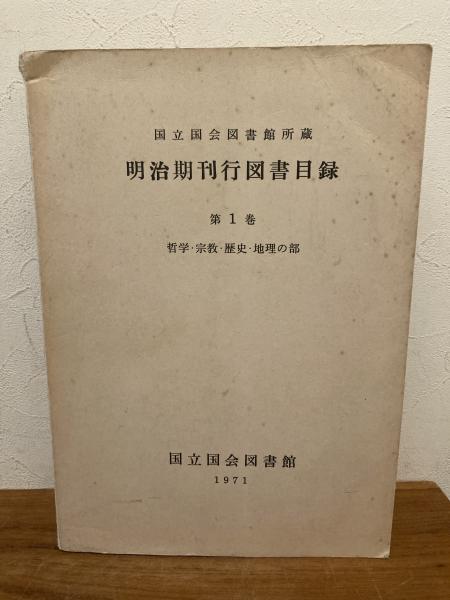 国立国会図書館所蔵
明治期刊行図書目録
第1巻
哲学・宗教・歴史・地理の部
国立国会図書館
1971